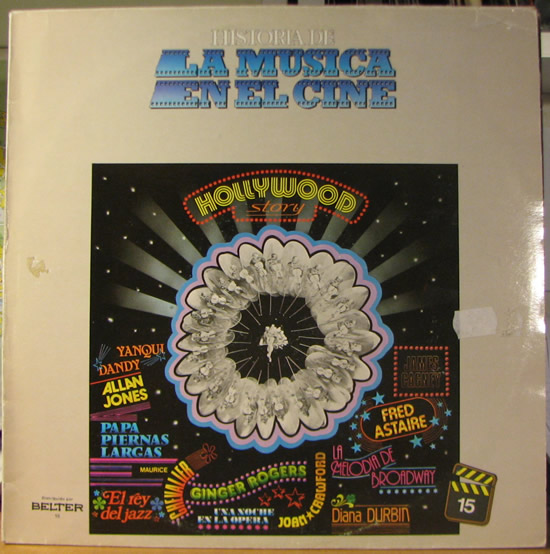 HISTORIA DE
LA MUSICA
EN EL CINE
HOLLYWOOD
story
YANQUI
DANDY
ALLAN
JONES
PAPA
PIERNAS
LARGAS
MAURICE
CHEVALIER
El rey
del jazz
GINGER ROGERS
UNA NOCHE
EN LA OPERA
JOAN CRAWFORD
JAMES
CAGNEY
FRED
ASTAIRE
LA
MELODIA DE
BROADWAY
Diana DURBIN
BELTER
15